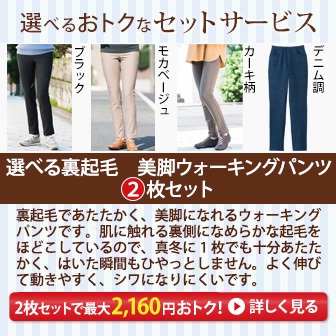 選べるおトクなセットサービス
ブラック
モカベージュ
カーキ柄
デニム調
選べる裏起毛　美脚ウォーキングパンツ
②枚セット
裏起毛であたたかく、美脚になれるウォーキング
パンツです。肌に触れる裏側になめらかな起毛を
ほどこしているので、真冬に1枚でも十分あたた
かく、はいた瞬間もひやっとしません。よく伸び
て動きやすく、シワになりにくいです。
2枚セットで最大2,160円おトク! 詳しく見る